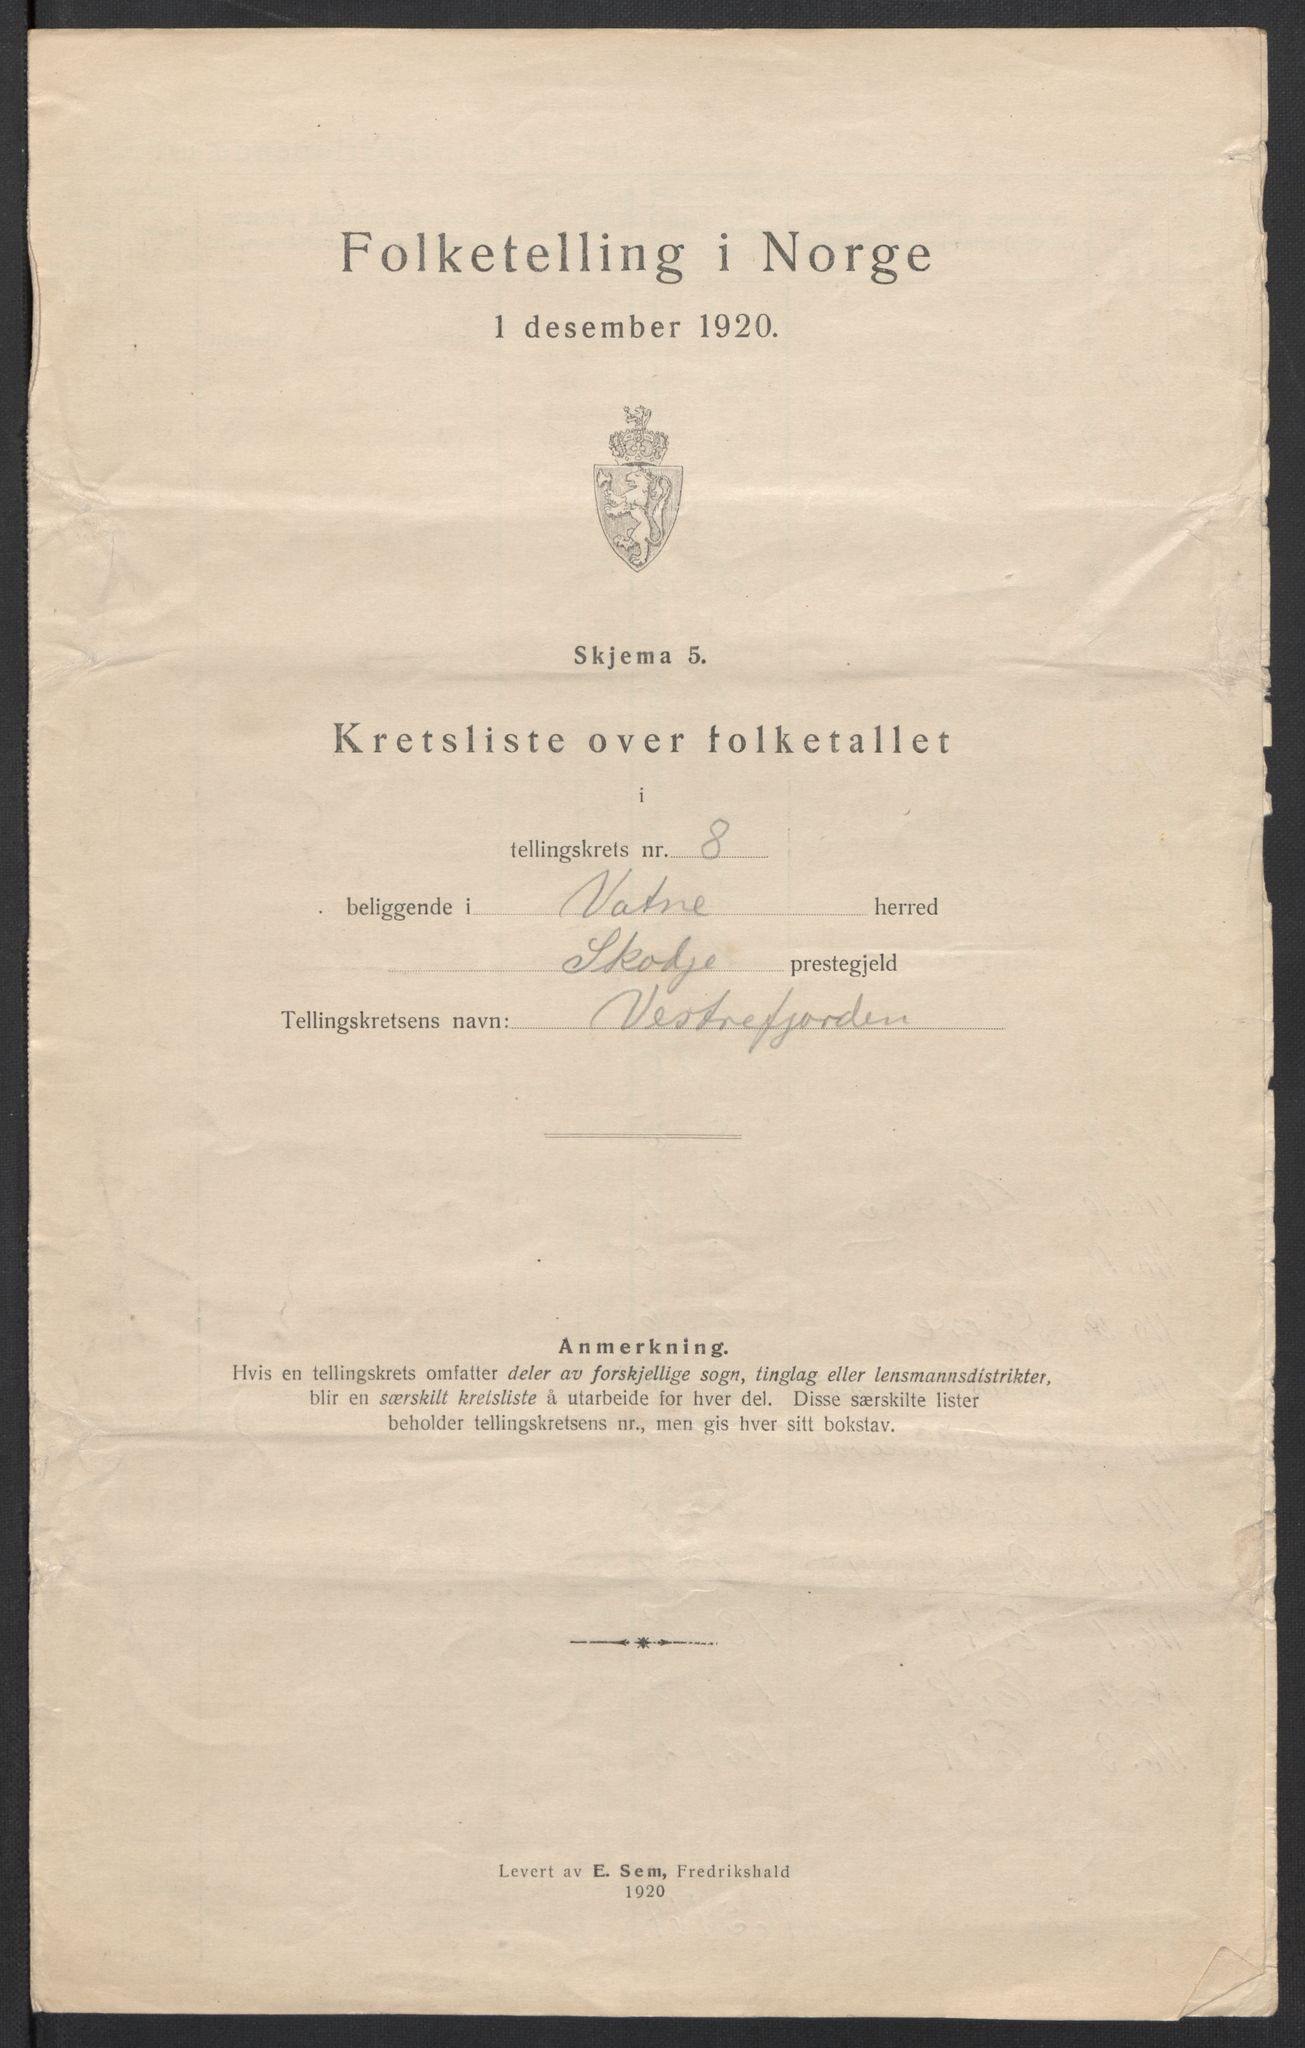 Folketelling i Norge
1 desember 1920.
Skjema 5.
Kretsliste over folketallet
i
tellingskrets nr. 8
beliggende i Vatne herred
Skodje prestegjeld
Tellingskretsens navn: Vestrefjorden
Anmerkning.
Hvis en tellingskrets omfatter deler av forskjellige sogn, tinglag eller lensmannsdistrikter,
blir en særskilt kretsliste å utarbeide for hver del. Disse særskilte lister
beholder tellingskretsens nr., men gis hver sitt bokstav.
Levert av E. Sem, Fredrikshald
1920